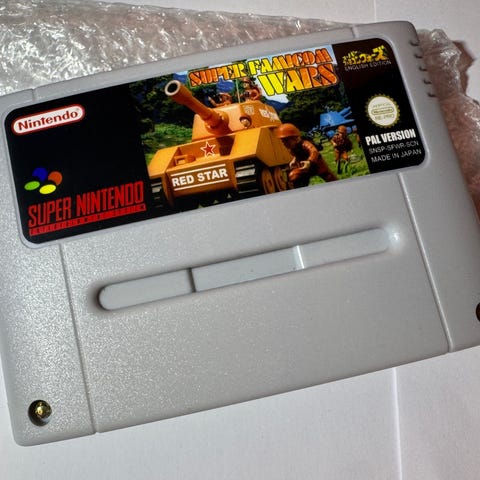 Nintendo
SUPER NINTENDO
ENTERTAINMENT SYSTEM
SUPER FAMICOM
WARS
RED STAR
ENGLISH EDITION
PAL VERSION
SNSP-SFWR-SCN
MADE IN JAPAN